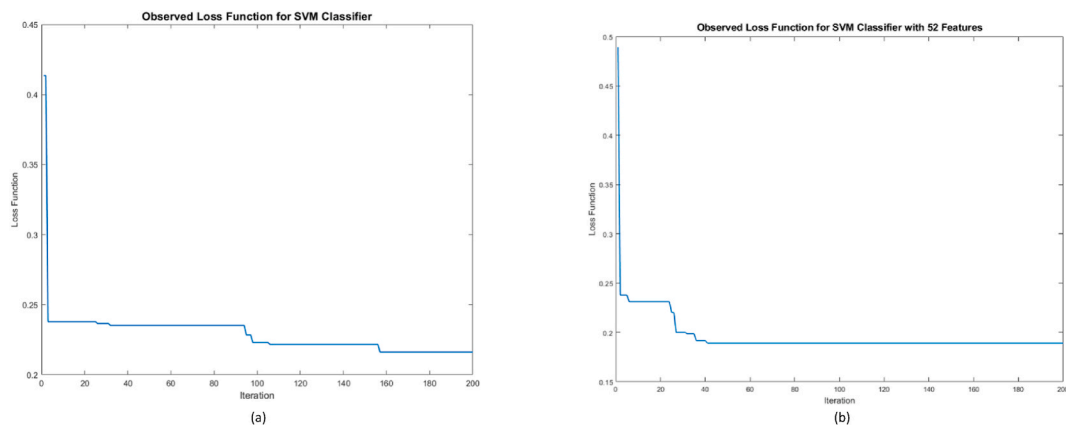 Observed Loss Function for SVM Classifier
0.45
0.4
0.35
0.3
0.25
0.2
Loss Function
0 20 40 60 80 100 120 140 160 180 200
Iteration
(a)
Observed Loss Function for SVM Classifier with 52 Features
0.5
0.45
0.4
0.35
0.3
0.25
0.2
0.15
Loss Function
0 20 40 60 80 100 120 140 160 180 200
Iteration
(b)